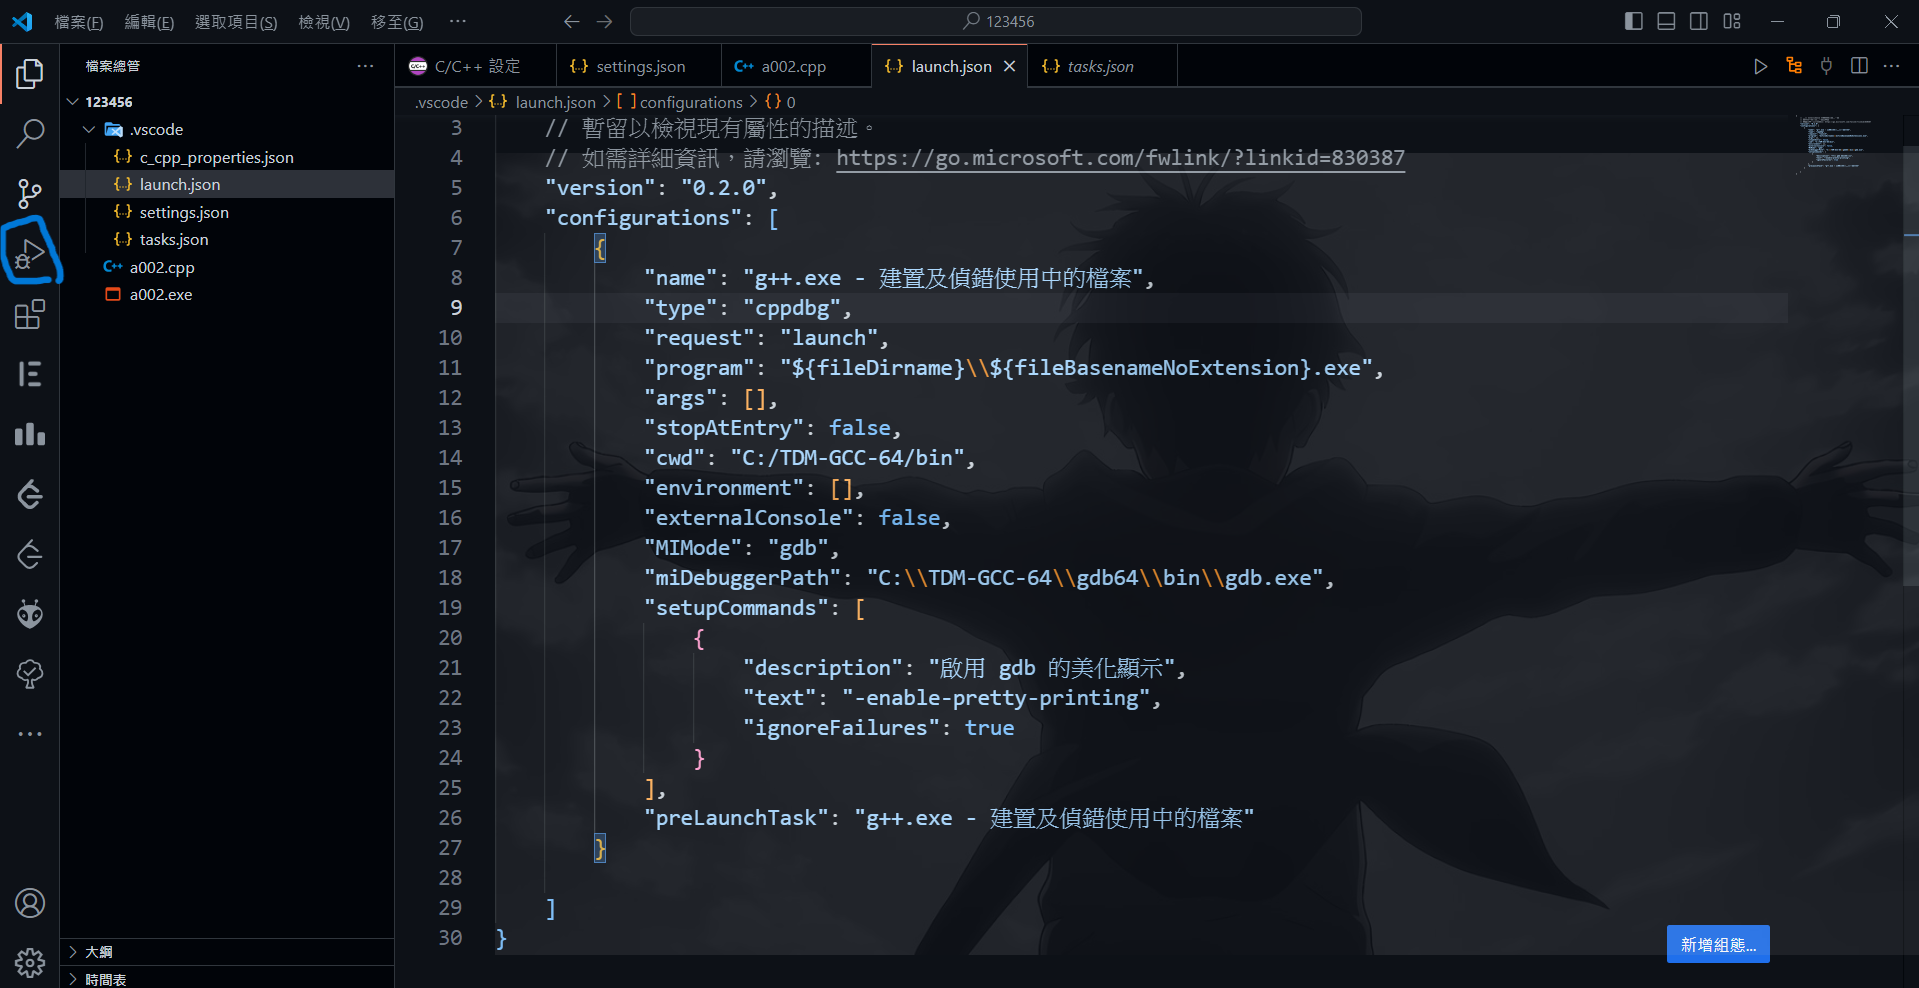 檔案(F) 編輯(E) 選取項目(S) 檢視(V) 移至(G) ··· 123456
檔案總管 ···
123456
.vscode
c_cpp_properties.json
launch.json
settings.json
tasks.json
a002.cpp
a002.exe
大綱
時間表
C/C++ 設定 settings.json a002.cpp launch.json tasks.json
.vscode > {..} launch.json > [ ] configurations > {} 0
3 // 暫留以檢視現有屬性的描述。
4 // 如需詳細資訊，請瀏覽: https://go.microsoft.com/fwlink/?linkid=830387
5 "version": "0.2.0",
6 "configurations": [
7 {
8 "name": "g++.exe - 建置及偵錯使用中的檔案",
9 "type": "cppdbg",
10 "request": "launch",
11 "program": "${fileDirname}\\${fileBasenameNoExtension}.exe",
12 "args": [],
13 "stopAtEntry": false,
14 "cwd": "C:/TDM-GCC-64/bin",
15 "environment": [],
16 "externalConsole": false,
17 "MIMode": "gdb",
18 "miDebuggerPath": "C:\\TDM-GCC-64\\gdb64\\bin\\gdb.exe",
19 "setupCommands": [
20 {
21 "description": "啟用 gdb 的美化顯示",
22 "text": "-enable-pretty-printing",
23 "ignoreFailures": true
24 }
25 ],
26 "preLaunchTask": "g++.exe - 建置及偵錯使用中的檔案"
27 }
28
29 ]
30 }
新增組態...